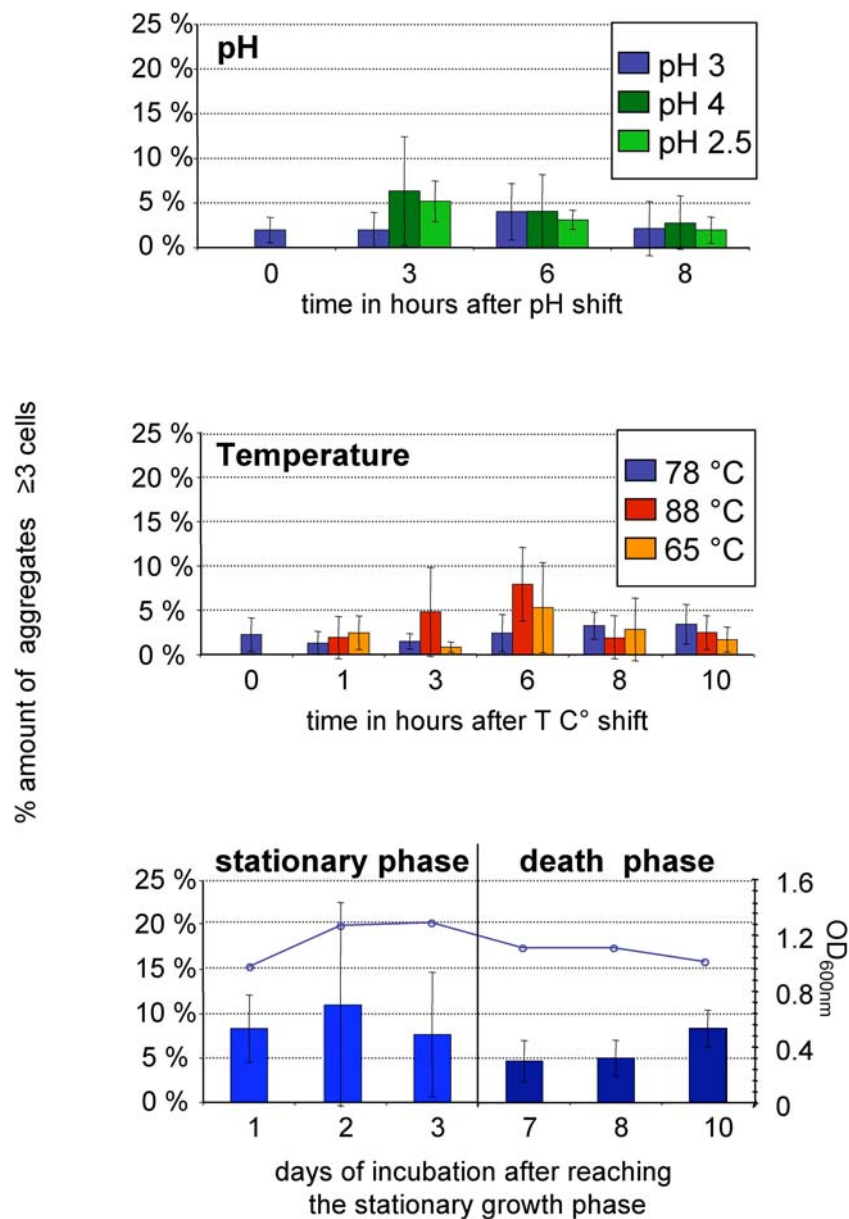 % amount of aggregates ≥3 cells
pH
25 %
20 %
15 %
10 %
5 %
0 %
pH 3
pH 4
pH 2.5
0 3 6 8
time in hours after pH shift
Temperature
25 %
20 %
15 %
10 %
5 %
0 %
78 °C
88 °C
65 °C
0 1 3 6 8 10
time in hours after T C° shift
stationary phase death phase
25 %
20 %
15 %
10 %
5 %
0 %
1.6
1.2
0.8
0.4
0
OD600nm
1 2 3 7 8 10
days of incubation after reaching
the stationary growth phase